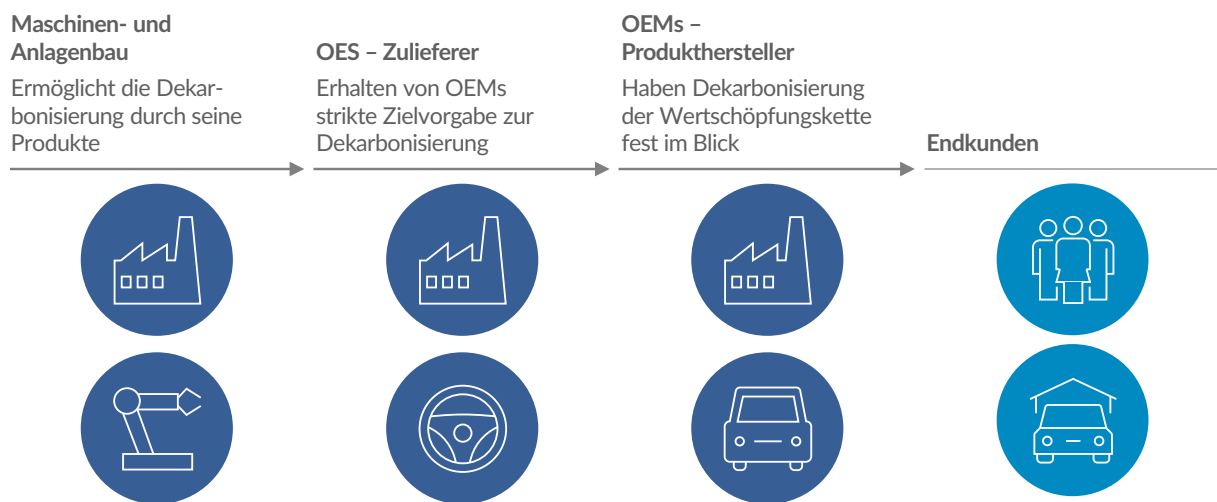 Maschinen- und
Anlagenbau
Ermöglicht die Dekar-
bonisierung durch seine
Produkte
OES – Zulieferer
Erhalten von OEMs
strikte Zielvorgabe zur
Dekarbonisierung
OEMs –
Produkthersteller
Haben Dekarbonisierung
der Wertschöpfungskette
fest im Blick
Endkunden